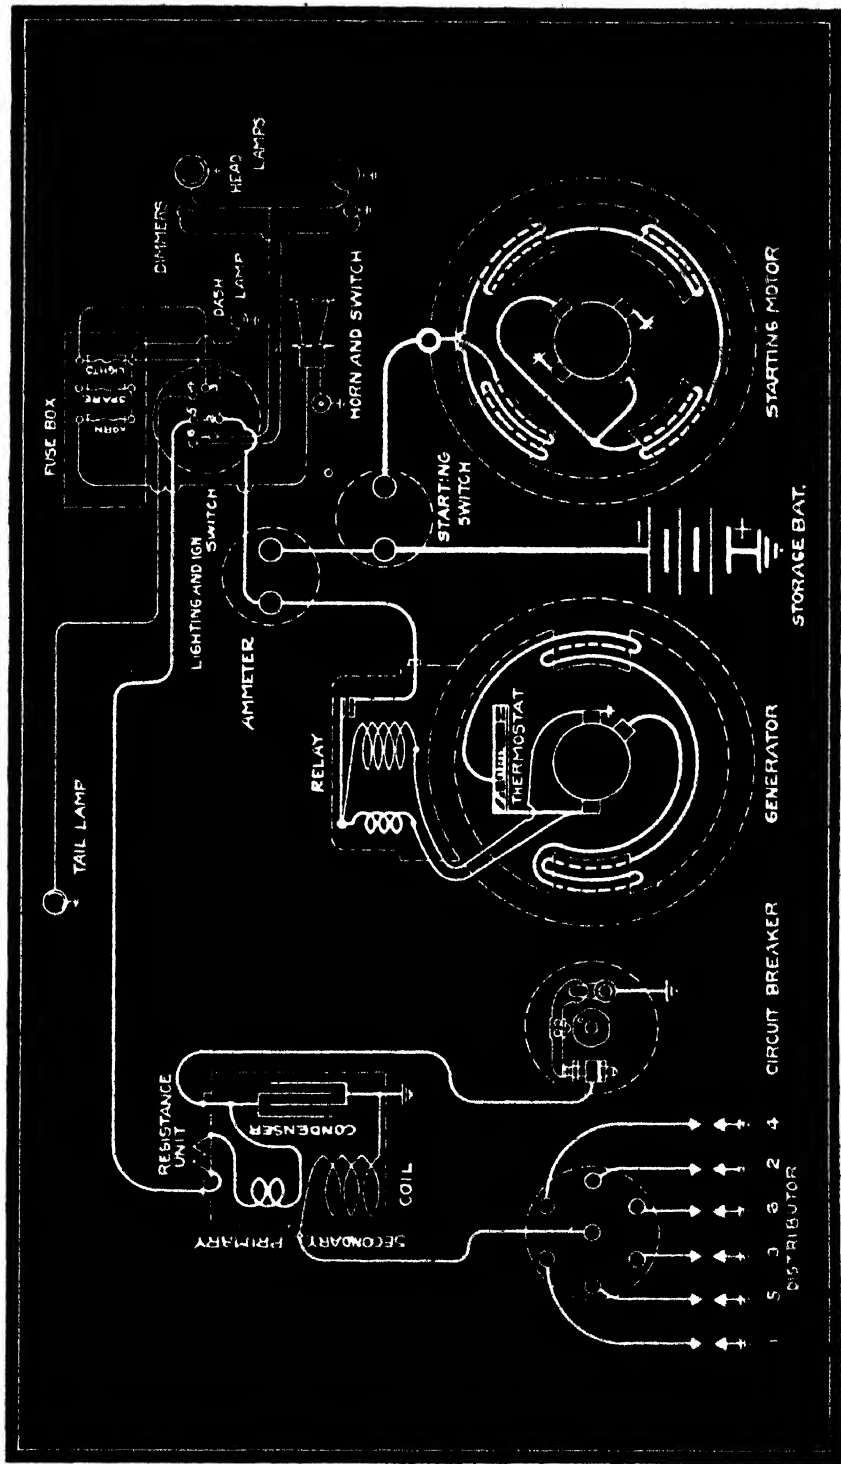 TAIL LAMP
FUSE BOX
HORN
SPARE
LIGHTS
DIMMERS
HEAD
LAMPS
DASH
LAMP
LIGHTING AND IGN
SWITCH
HORN AND SWITCH
AMMETER
STARTING
SWITCH
RELAY
RESISTANCE
UNIT
CONDENSER
COIL
PRIMARY
SECONDARY
THERMOSTAT
1 5 3 6 2 4
DISTRIBUTOR
CIRCUIT BREAKER
GENERATOR
STORAGE BAT.
STARTING MOTOR